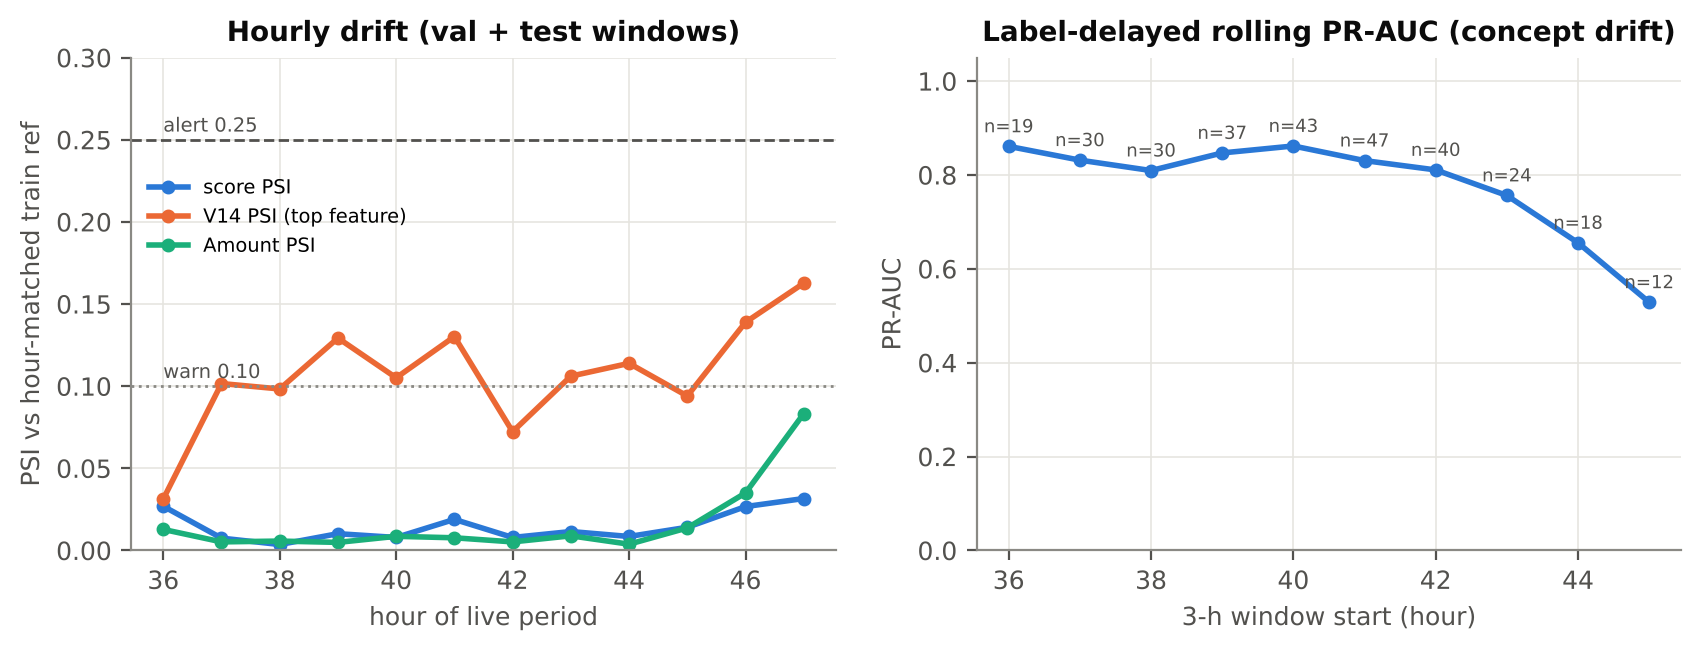 Hourly drift (val + test windows)
PSI vs hour-matched train ref
0.30
0.25
0.20
0.15
0.10
0.05
0.00
alert 0.25
score PSI
V14 PSI (top feature)
Amount PSI
warn 0.10
36 38 40 42 44 46
hour of live period
Label-delayed rolling PR-AUC (concept drift)
PR-AUC
1.0
0.8
0.6
0.4
0.2
0.0
n=19
n=30
n=30
n=37
n=43
n=47
n=40
n=24
n=18
n=12
36 38 40 42 44
3-h window start (hour)